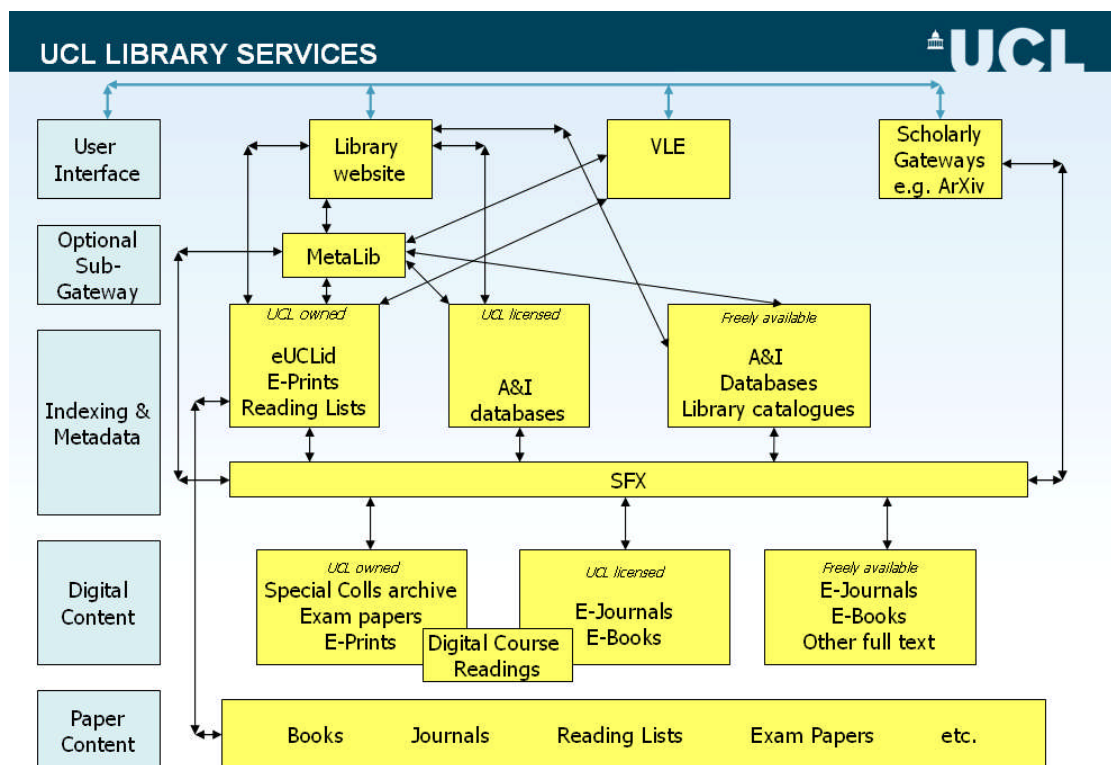 UCL LIBRARY SERVICES
UCL
User
Interface
Library
website
VLE
Scholarly
Gateways
e.g. ArXiv
Optional
Sub-
Gateway
MetaLib
Indexing &
Metadata
UCL owned
eUCLid
E-Prints
Reading Lists
UCL licensed
A&I
databases
Freely available
A&I
Databases
Library catalogues
SFX
Digital
Content
UCL owned
Special Colls archive
Exam papers
E-Prints
Digital Course
Readings
UCL licensed
E-Journals
E-Books
Freely available
E-Journals
E-Books
Other full text
Paper
Content
Books Journals Reading Lists Exam Papers etc.